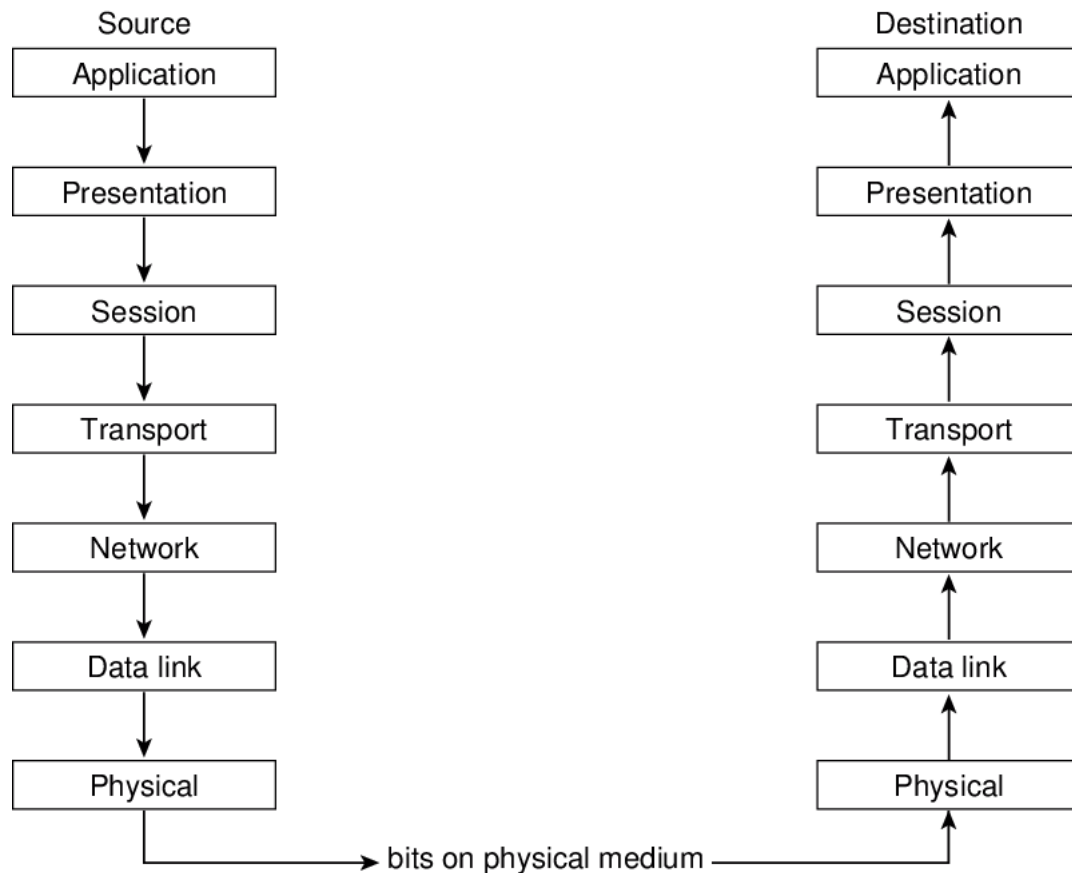 Source
Application
Presentation
Session
Transport
Network
Data link
Physical
bits on physical medium
Destination
Application
Presentation
Session
Transport
Network
Data link
Physical